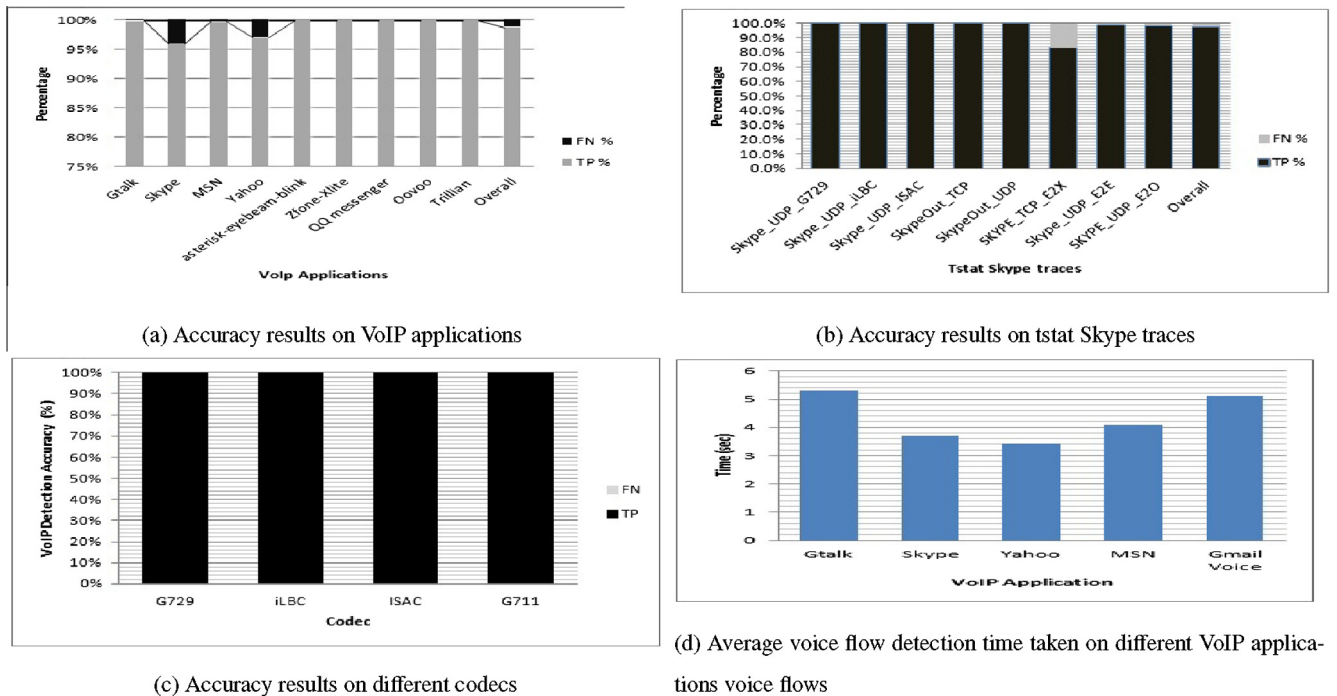 100%
95%
90%
85%
80%
75%
Percentage
FN %
TP %
Gtalk
Skype
MSN
Yahoo
asterisk-eyebeam-blink
Zfone-Xlite
QQ messenger
Oovoo
Trillian
Overall
VoIp Applications
(a) Accuracy results on VoIP applications
100.0%
90.0%
80.0%
70.0%
60.0%
50.0%
40.0%
30.0%
20.0%
10.0%
0.0%
Percentage
FN %
TP %
Skype_UDP_G729
Skype_UDP_iLBC
Skype_UDP_ISAC
SkypeOut_TCP
SkypeOut_UDP
SKYPE_TCP_E2X
Skype_UDP_E2E
SKYPE_UDP_E2O
Overall
Tstat Skype traces
(b) Accuracy results on tstat Skype traces
100%
90%
80%
70%
60%
50%
40%
30%
20%
10%
0%
VoIPDetection Accuracy (%)
FN
TP
G729
iLBC
ISAC
G711
Codec
(c) Accuracy results on different codecs
6
5
4
3
2
1
0
Time (sec)
Gtalk
Skype
Yahoo
MSN
Gmail
Voice
VoIP Application
(d) Average voice flow detection time taken on different VoIP applica-
tions voice flows